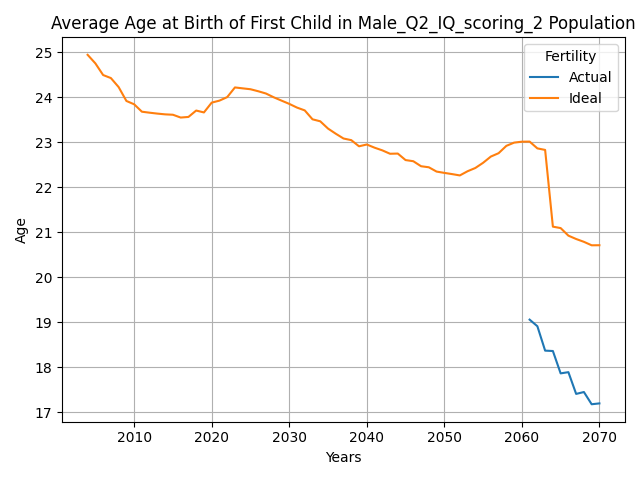 Average Age at Birth of First Child in Male_Q2_IQ_scoring_2 Population
Fertility
Actual
Ideal
Age
25
24
23
22
21
20
19
18
17
2010 2020 2030 2040 2050 2060 2070
Years